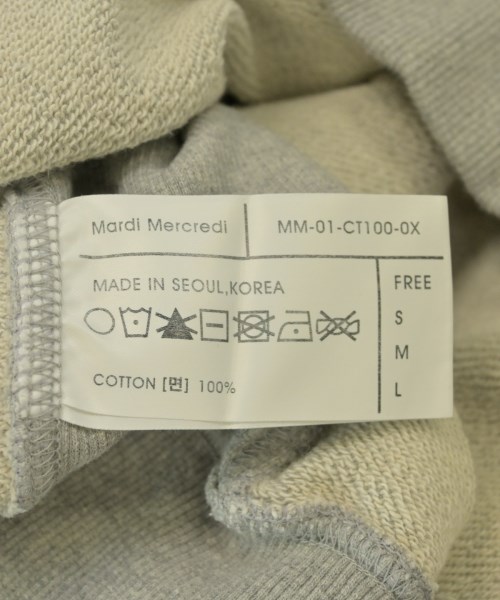 Mardi Mercredi
MM-01-CT100-0X
MADE IN SEOUL,KOREA
COTTON [면] 100%
FREE
S
M
L